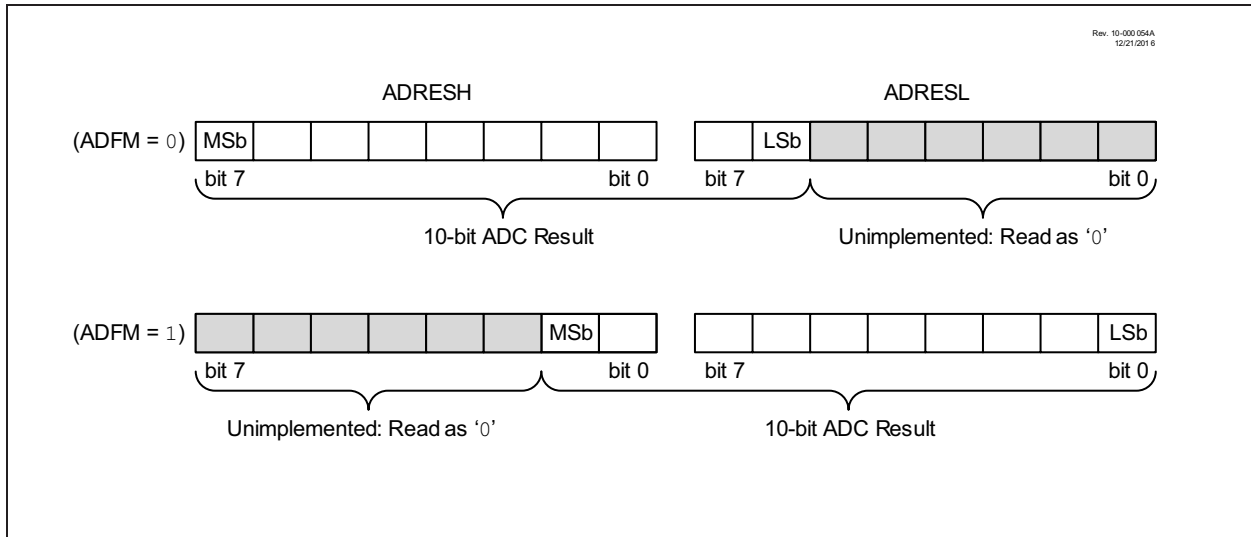 Rev. 10-000 054A
12/21/201 6
ADRESH ADRESL
(ADFM = 0) MSb LSb
bit 7 bit 0 bit 7 bit 0
10-bit ADC Result Unimplemented: Read as ‘0’
(ADFM = 1) MSb LSb
bit 7 bit 0 bit 7 bit 0
Unimplemented: Read as ‘0’ 10-bit ADC Result